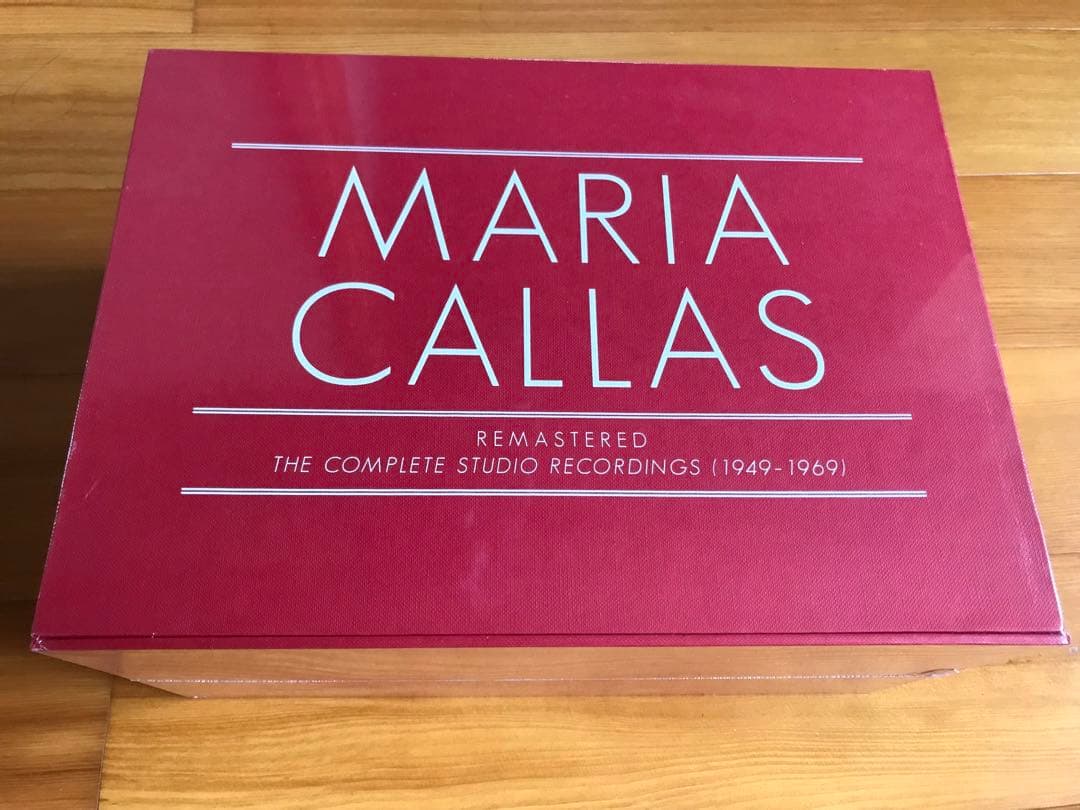 MARIA
CALLAS
REMASTERED
THE COMPLETE STUDIO RECORDINGS (1949-1969)